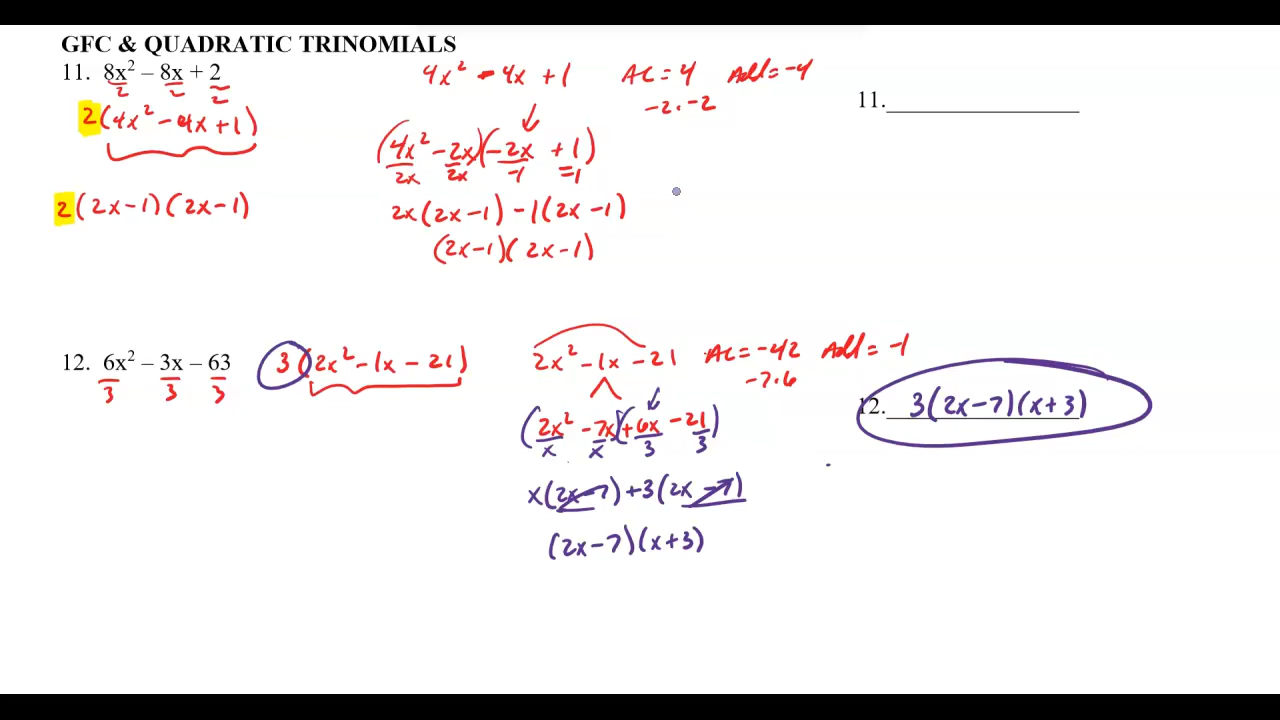 GFC & QUADRATIC TRINOMIALS
11. 8x² – 8x + 2
2 2 2
4x² - 4x + 1 AC = 4 Add = -4
-2 · -2
11.
2(4x² - 4x + 1)
(4x² - 2x)(-2x + 1)
2x 2x -1 = -1
2(2x - 1)(2x - 1)
2x(2x - 1) - 1(2x - 1)
(2x - 1)(2x - 1)
12. 6x² – 3x – 63 3(2x² - 1x - 21) 2x² - 1x - 21 AC = -42 Add = -1
3 3 3
-7 · 6
12. 3(2x - 7)(x + 3)
(2x² - 7x)(+6x - 21)
x x 3 3
x(2x - 7) + 3(2x - 7)
(2x - 7)(x + 3)